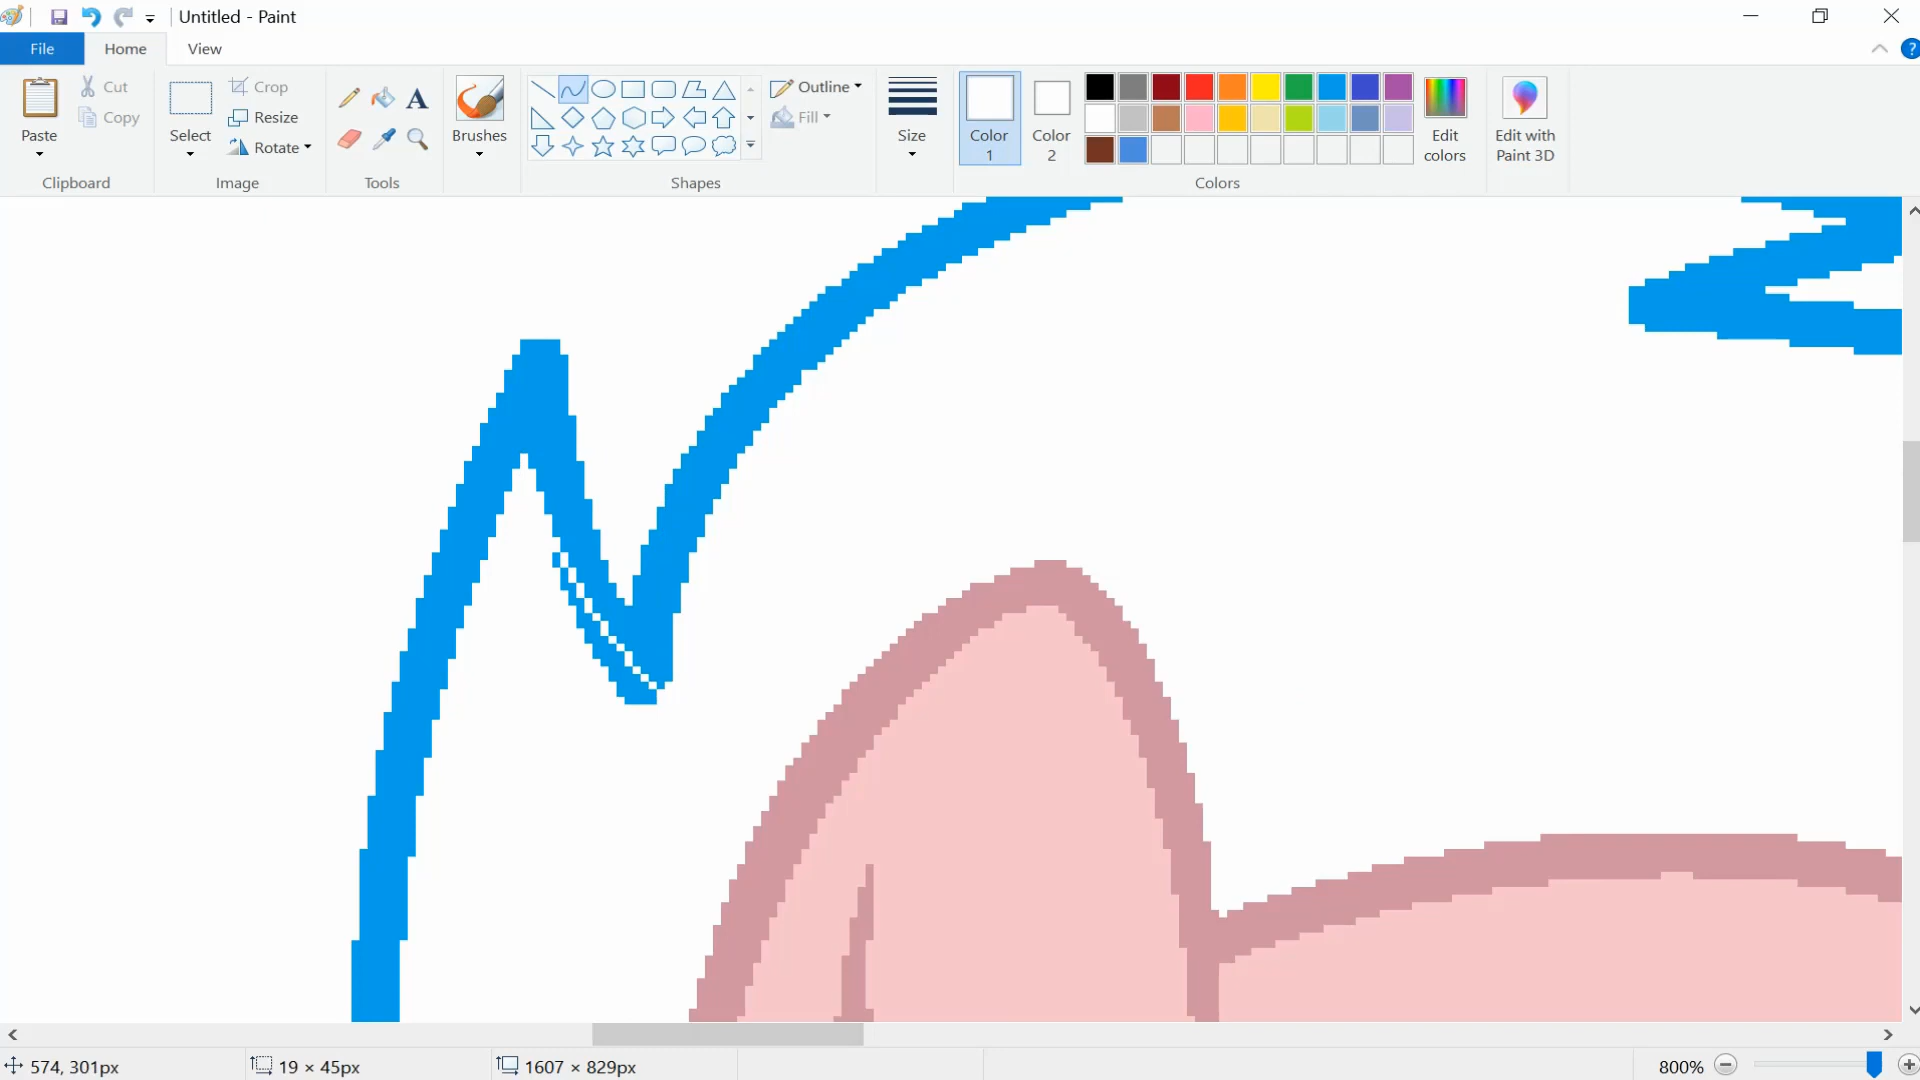 Untitled - Paint
File Home View
Paste
Cut
Copy
Clipboard
Select
Crop
Resize
Rotate
Image
A
Tools
Brushes
Shapes
Outline
Fill
Size
Color 1
Color 2
Edit colors
Colors
Edit with Paint 3D
?
574, 301px 19 × 45px 1607 × 829px 800%